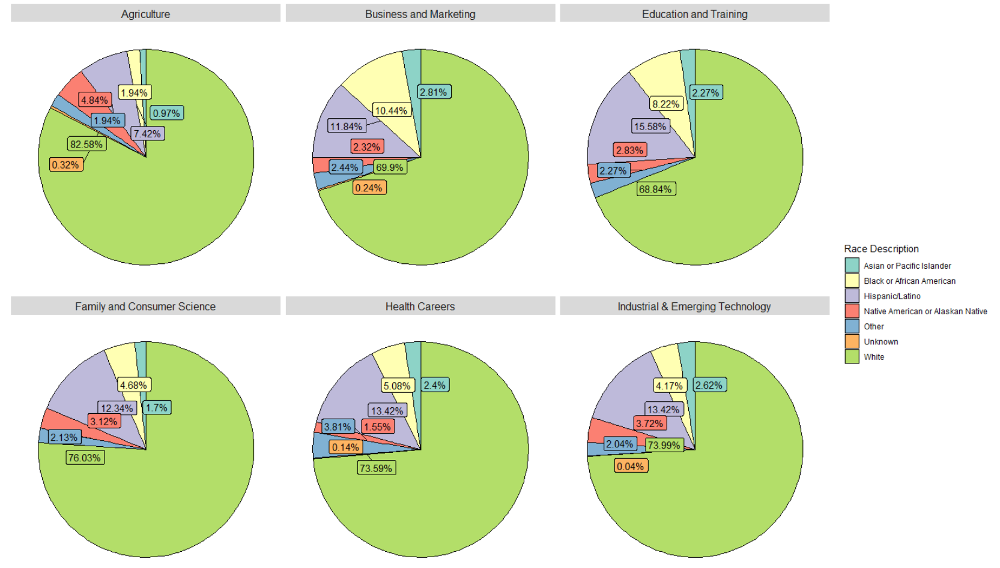 Agriculture
Business and Marketing
Education and Training
4.84%
1.94%
1.94%
0.97%
7.42%
82.58%
0.32%
2.81%
10.44%
11.84%
2.32%
2.44%
69.9%
0.24%
2.27%
8.22%
15.58%
2.83%
2.27%
68.84%
Family and Consumer Science
Health Careers
Industrial & Emerging Technology
4.68%
1.7%
12.34%
3.12%
2.13%
76.03%
5.08%
2.4%
13.42%
3.81%
1.55%
0.14%
73.59%
4.17%
2.62%
13.42%
3.72%
2.04%
73.99%
0.04%
Race Description
Asian or Pacific Islander
Black or African American
Hispanic/Latino
Native American or Alaskan Native
Other
Unknown
White